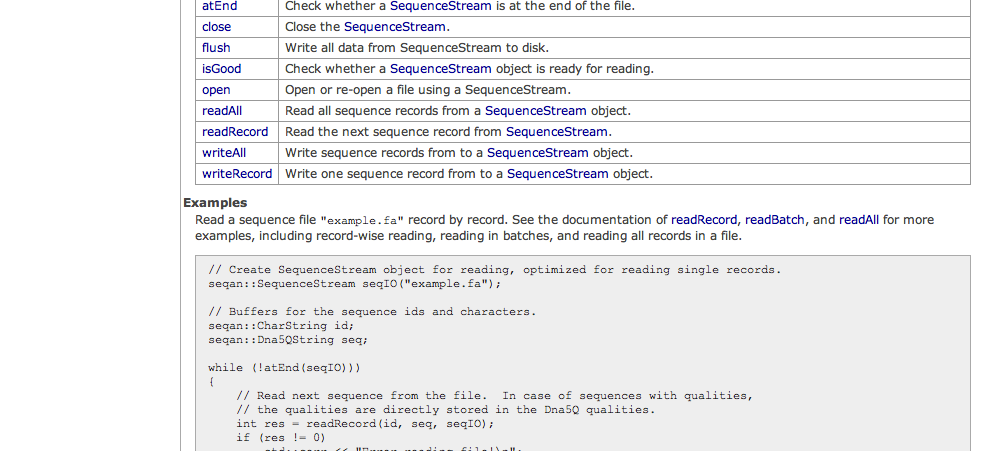 atEnd Check whether a SequenceStream is at the end of the file.
close Close the SequenceStream.
flush Write all data from SequenceStream to disk.
isGood Check whether a SequenceStream object is ready for reading.
open Open or re-open a file using a SequenceStream.
readAll Read all sequence records from a SequenceStream object.
readRecord Read the next sequence record from SequenceStream.
writeAll Write sequence records from to a SequenceStream object.
writeRecord Write one sequence record from to a SequenceStream object.
Examples
Read a sequence file "example.fa" record by record. See the documentation of readRecord, readBatch, and readAll for more
examples, including record-wise reading, reading in batches, and reading all records in a file.
// Create SequenceStream object for reading, optimized for reading single records.
seqan::SequenceStream seqIO("example.fa");
// Buffers for the sequence ids and characters.
seqan::CharString id;
seqan::Dna5QString seq;
while (!atEnd(seqIO)))
{
// Read next sequence from the file.  In case of sequences with qualities,
// the qualities are directly stored in the Dna5Q qualities.
int res = readRecord(id, seq, seqIO);
if (res != 0)